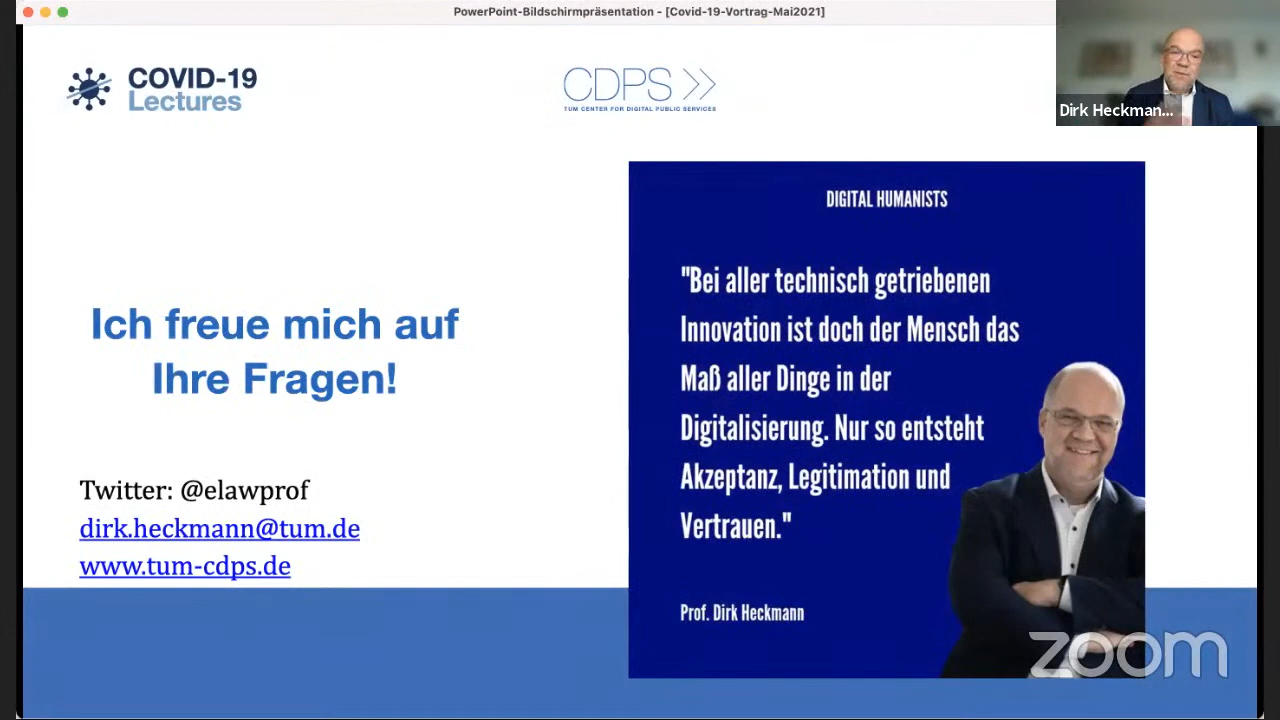 PowerPoint-Bildschirmpräsentation - [Covid-19-Vortrag-Mai2021]
COVID-19
Lectures
CDPS
TUM CENTER FOR DIGITAL PUBLIC SERVICES
Dirk Heckman...
Ich freue mich auf
Ihre Fragen!
Twitter: @elawprof
dirk.heckmann@tum.de
www.tum-cdps.de
DIGITAL HUMANISTS
"Bei aller technisch getriebenen
Innovation ist doch der Mensch das
Maß aller Dinge in der
Digitalisierung. Nur so entsteht
Akzeptanz, Legitimation und
Vertrauen."
Prof. Dirk Heckmann
zoom